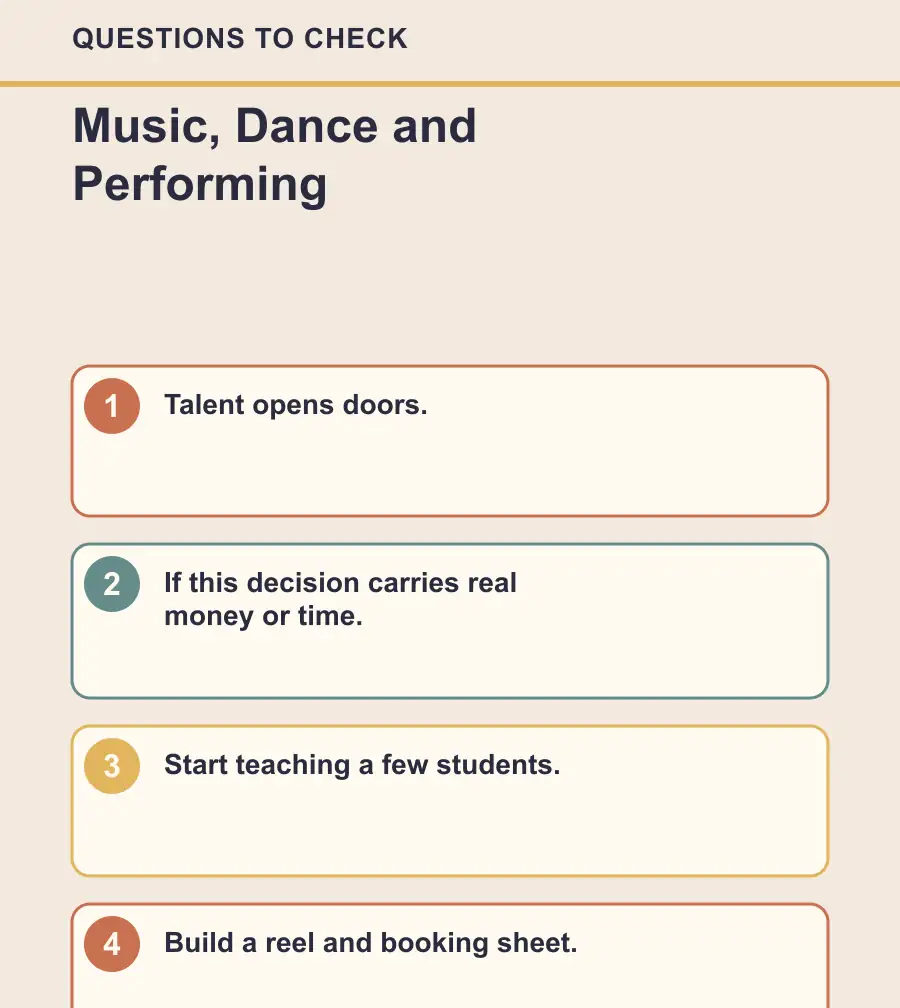 QUESTIONS TO CHECK
Music, Dance and
Performing
1
Talent opens doors.
2
If this decision carries real
money or time.
3
Start teaching a few students.
4
Build a reel and booking sheet.